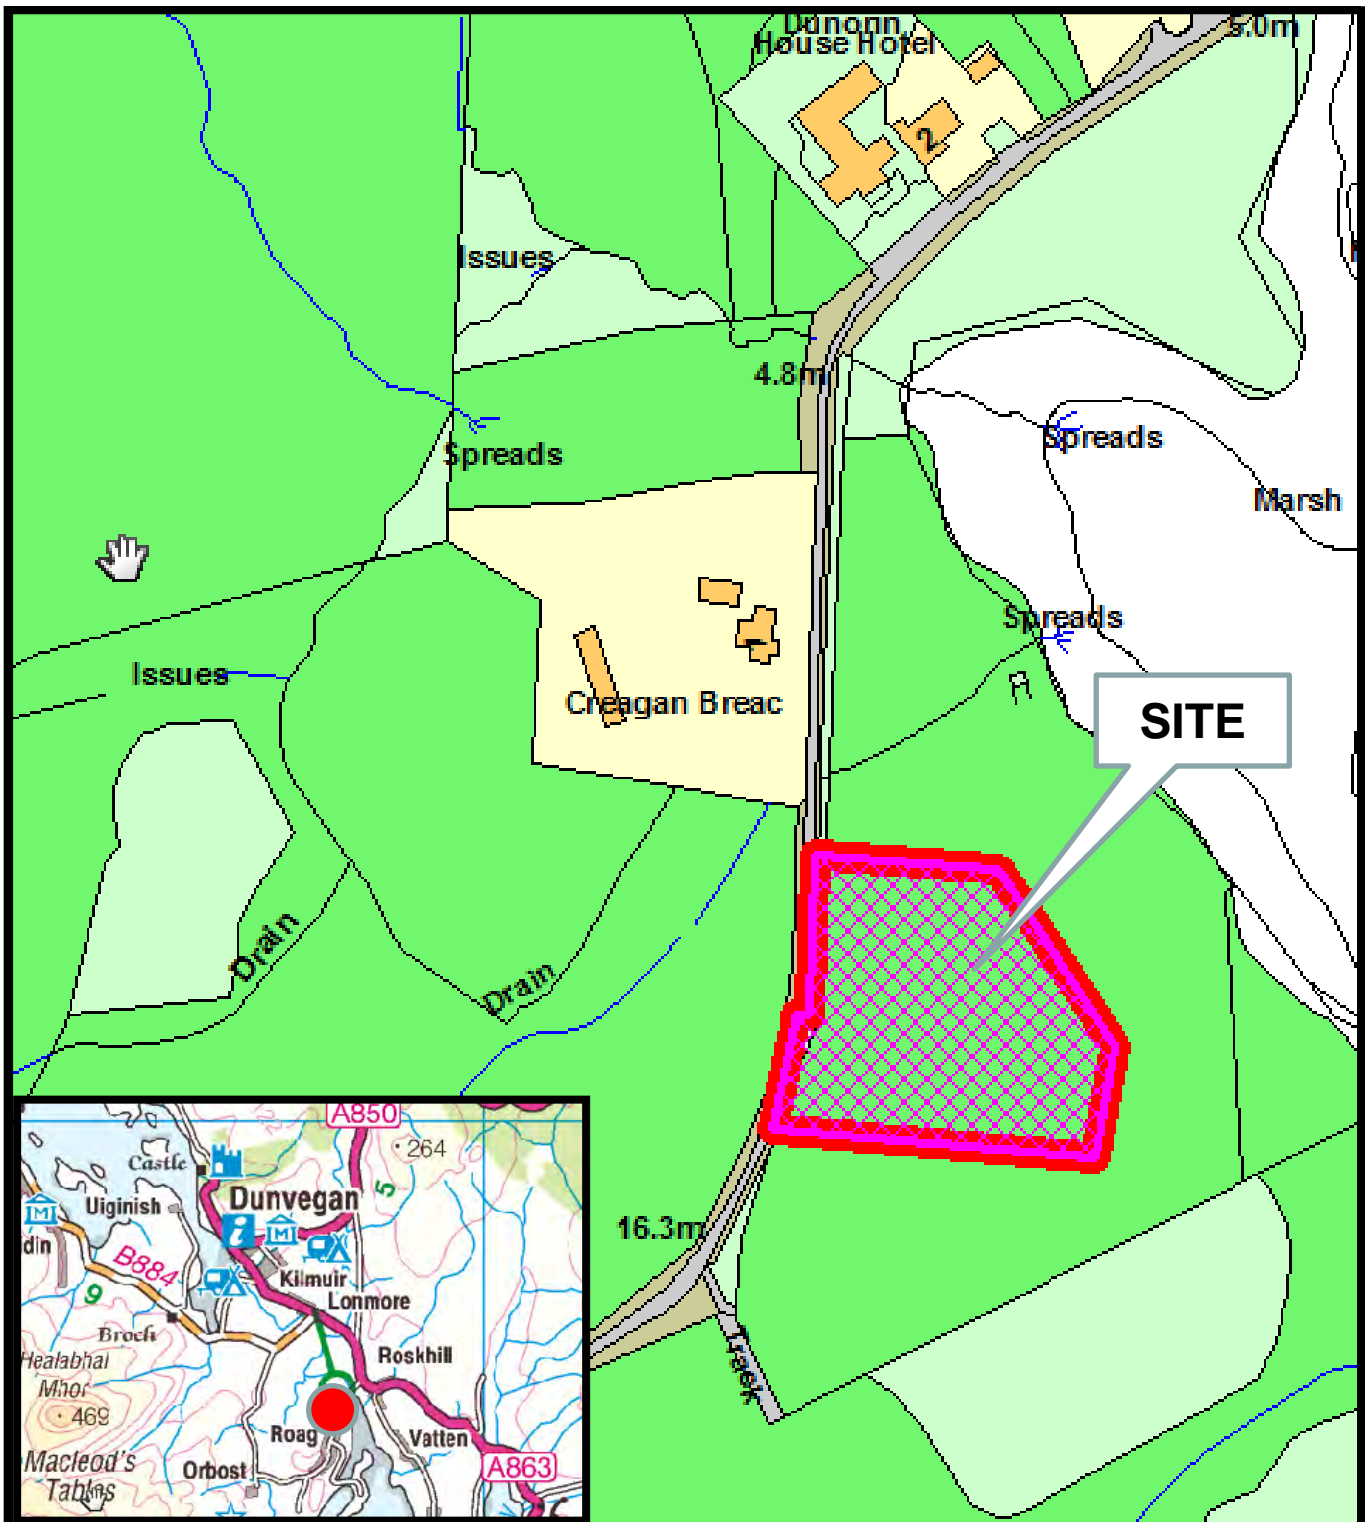 Dunorin
House Hotel
5.0m
2
Issues
4.8m
Spreads
Spreads
Marsh
Spreads
Issues
Creagan Breac
SITE
Drain
Drain
16.3m
Track
A850
264
Castle
5
Dunvegan
Uiginish
din
B884
9
Kilmuir
Lonmore
Broch
Roskhill
Healabhal
Mhor
469
Roag
Vatten
Macleod's
Tables
Orbost
A863